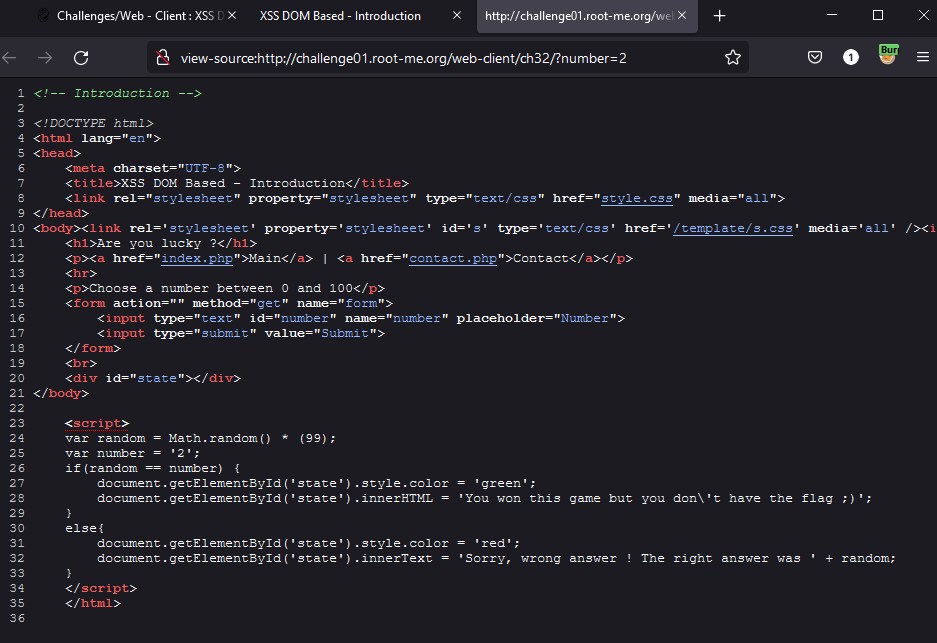 Challenges/Web - Client : XSS D
XSS DOM Based - Introduction
http://challenge01.root-me.org/we
view-source:http://challenge01.root-me.org/web-client/ch32/?number=2
1
Bur
1 <!-- Introduction -->
2
3 <!DOCTYPE html>
4 <html lang="en">
5 <head>
6     <meta charset="UTF-8">
7     <title>XSS DOM Based - Introduction</title>
8     <link rel="stylesheet" property="stylesheet" type="text/css" href="style.css" media="all">
9 </head>
10 <body><link rel='stylesheet' property='stylesheet' id='s' type='text/css' href='/template/s.css' media='all' /><i
11     <h1>Are you lucky ?</h1>
12     <p><a href="index.php">Main</a> | <a href="contact.php">Contact</a></p>
13     <hr>
14     <p>Choose a number between 0 and 100</p>
15     <form action="" method="get" name="form">
16         <input type="text" id="number" name="number" placeholder="Number">
17         <input type="submit" value="Submit">
18     </form>
19     <br>
20     <div id="state"></div>
21 </body>
22
23     <script>
24     var random = Math.random() * (99);
25     var number = '2';
26     if(random == number) {
27         document.getElementById('state').style.color = 'green';
28         document.getElementById('state').innerHTML = 'You won this game but you don\'t have the flag ;)';
29     }
30     else{
31         document.getElementById('state').style.color = 'red';
32         document.getElementById('state').innerText = 'Sorry, wrong answer ! The right answer was ' + random;
33     }
34     </script>
35     </html>
36